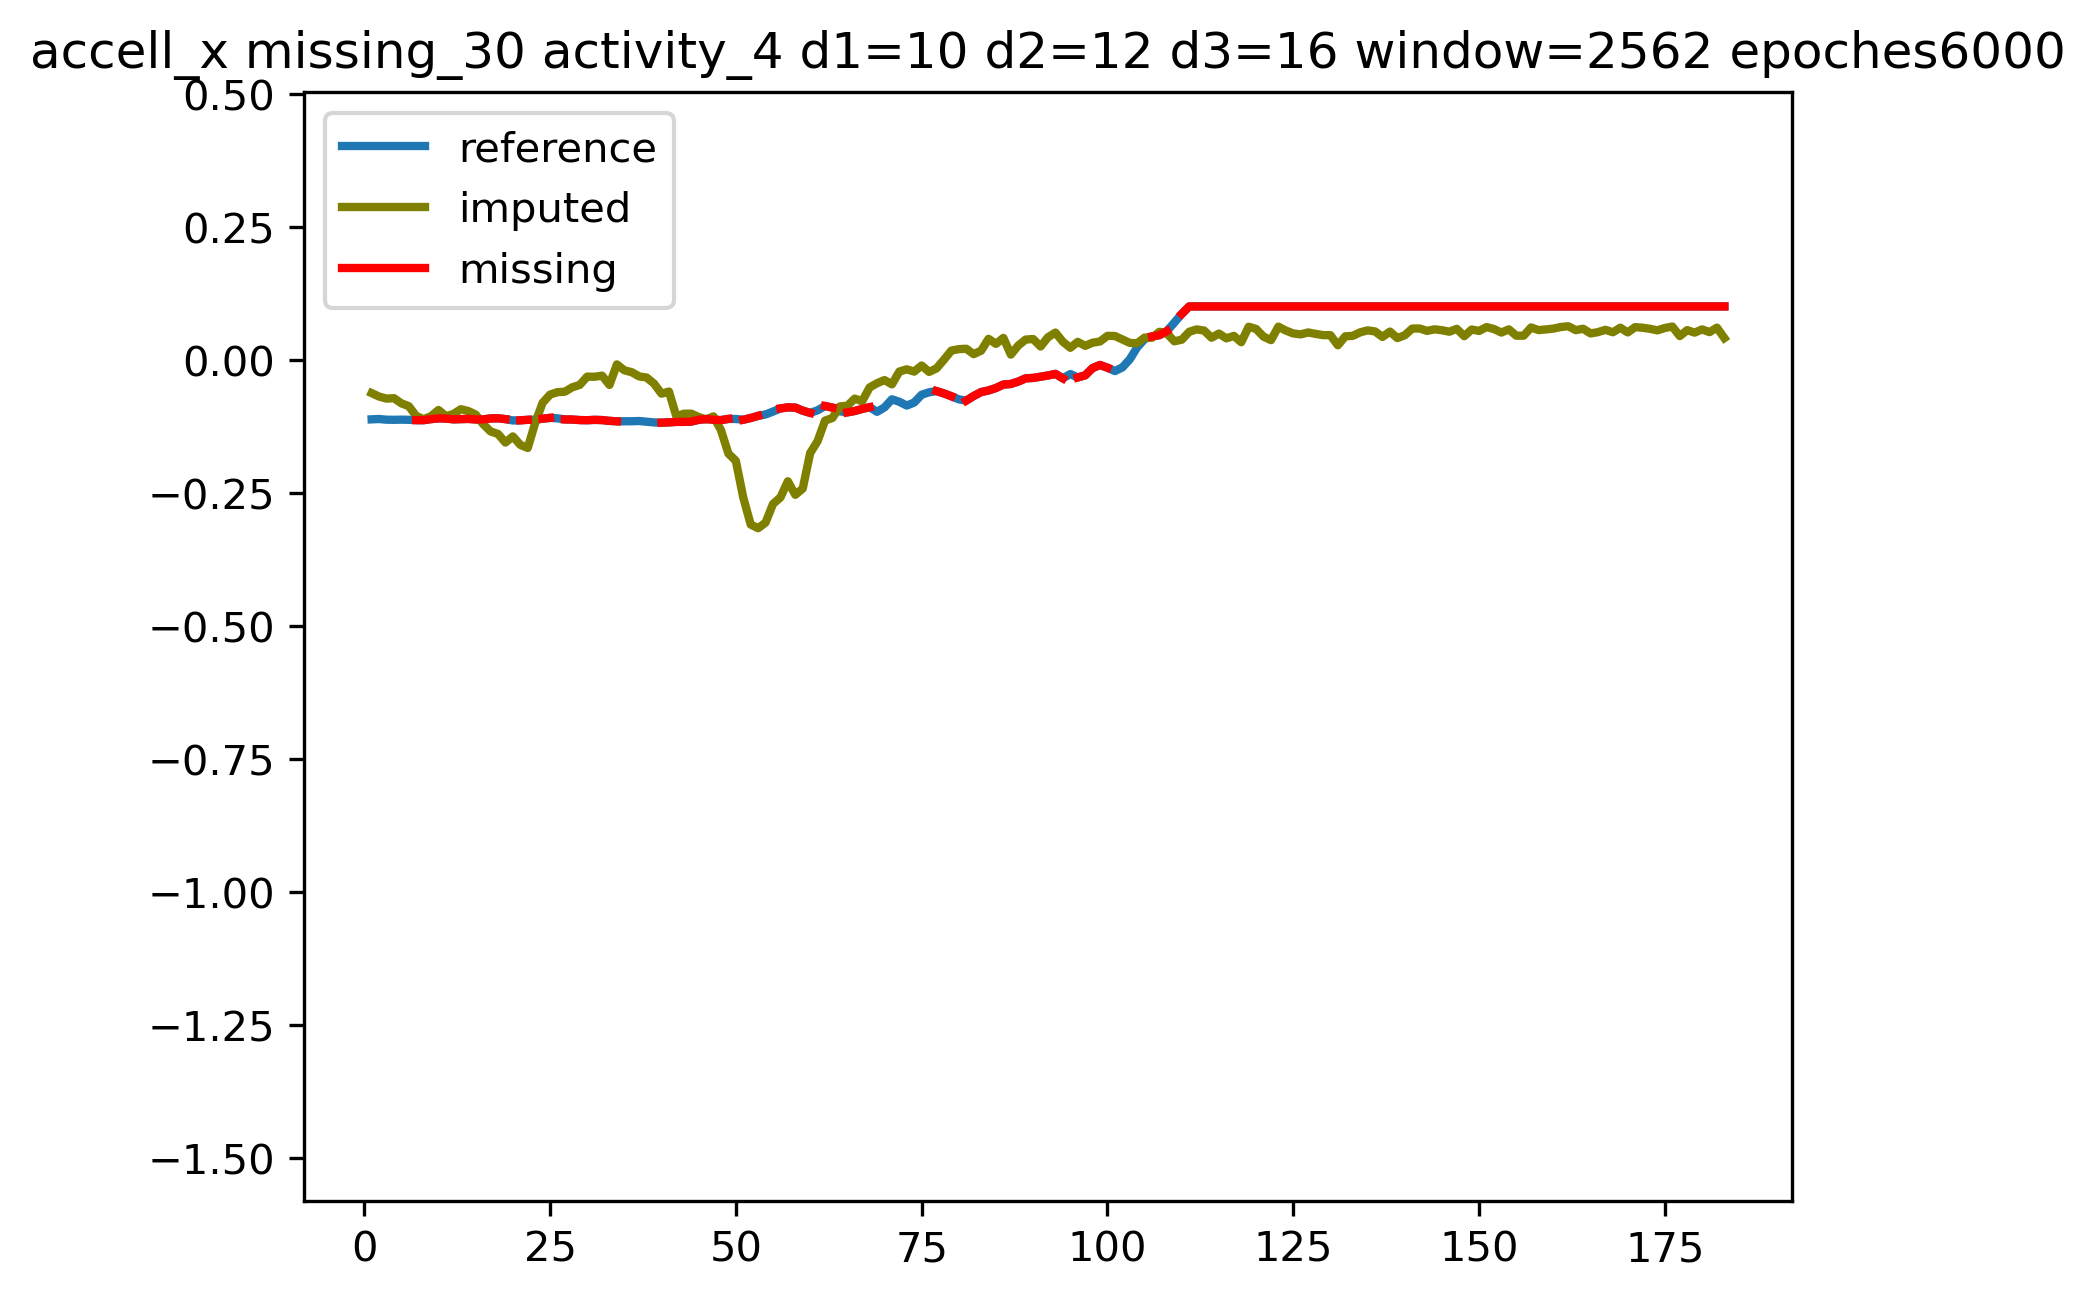 accell_x missing_30 activity_4 d1=10 d2=12 d3=16 window=2562 epoches6000
0.50
reference
imputed
missing
0.25
0.00
−0.25
−0.50
−0.75
−1.00
−1.25
−1.50
0 25 50 75 100 125 150 175